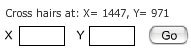 Cross hairs at: X= 1447, Y= 971
X Y Go